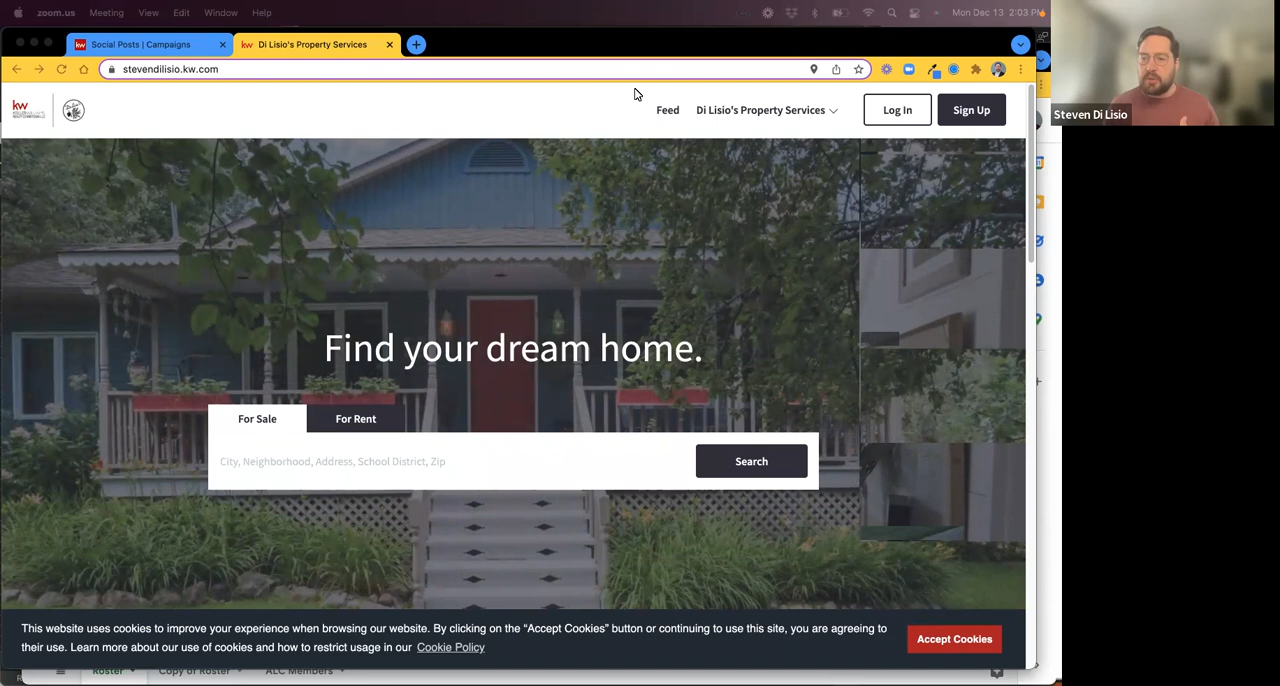 zoom.us Meeting View Edit Window Help Mon Dec 13 2:03 PM
Social Posts | Campaigns Di Lisio's Property Services
stevendilisio.kw.com
kw Feed Di Lisio's Property Services Log In Sign Up
Steven Di Lisio
Find your dream home.
For Sale For Rent
City, Neighborhood, Address, School District, Zip Search
This website uses cookies to improve your experience when browsing our website. By clicking on the “Accept Cookies” button or continuing to use this site, you are agreeing to
their use. Learn more about our use of cookies and how to restrict usage in our Cookie Policy
Accept Cookies
Roster Copy of Roster ALC Members